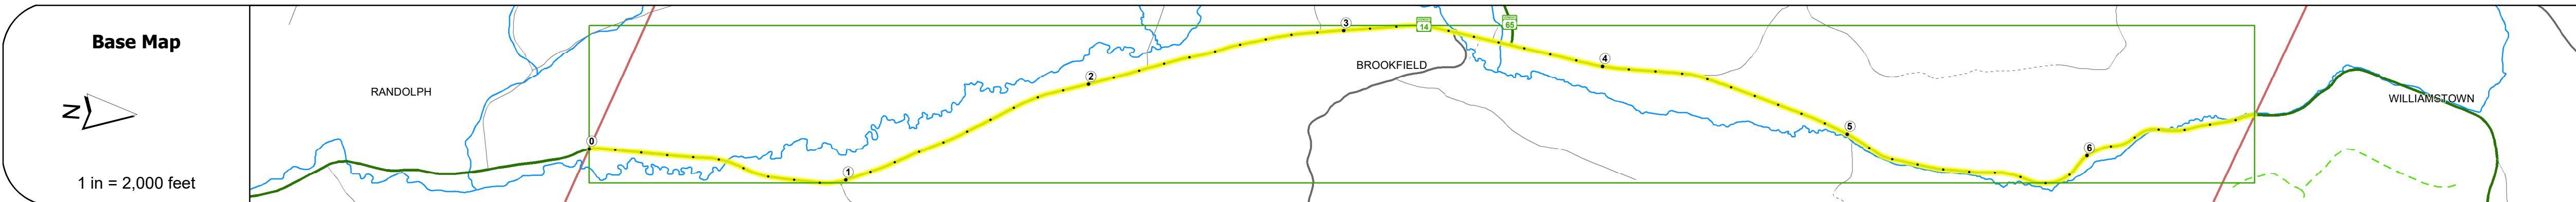 Base Map
N
1 in = 2,000 feet
RANDOLPH
0
1
2
3
14
BROOKFIELD
65
4
5
6
WILLIAMSTOWN